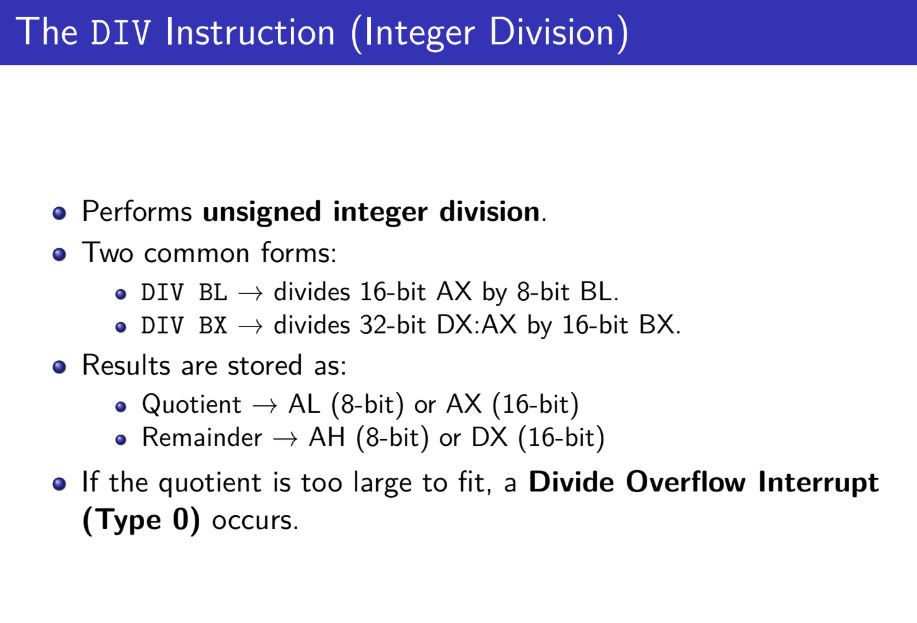 The DIV Instruction (Integer Division)
Performs unsigned integer division.
Two common forms:
DIV BL → divides 16-bit AX by 8-bit BL.
DIV BX → divides 32-bit DX:AX by 16-bit BX.
Results are stored as:
Quotient → AL (8-bit) or AX (16-bit)
Remainder → AH (8-bit) or DX (16-bit)
If the quotient is too large to fit, a Divide Overflow Interrupt
(Type 0) occurs.